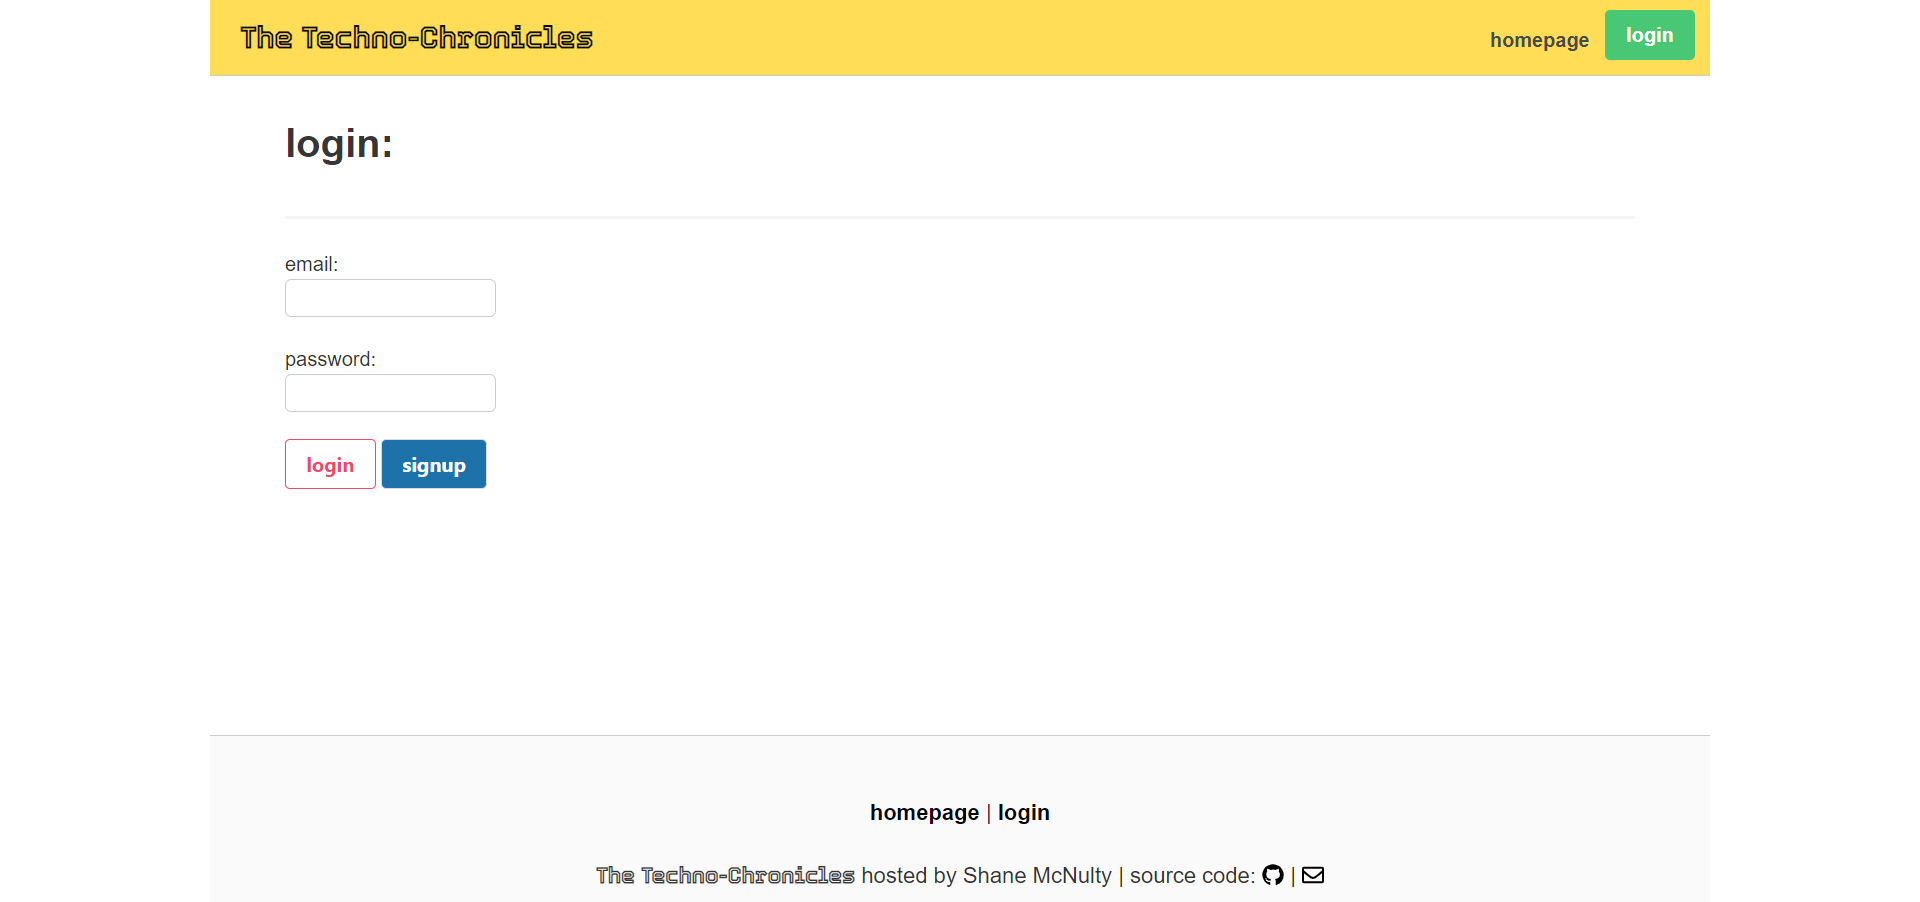 The Techno-Chronicles
homepage login
login:
email:
password:
login signup
homepage | login
The Techno-Chronicles hosted by Shane McNulty | source code: |